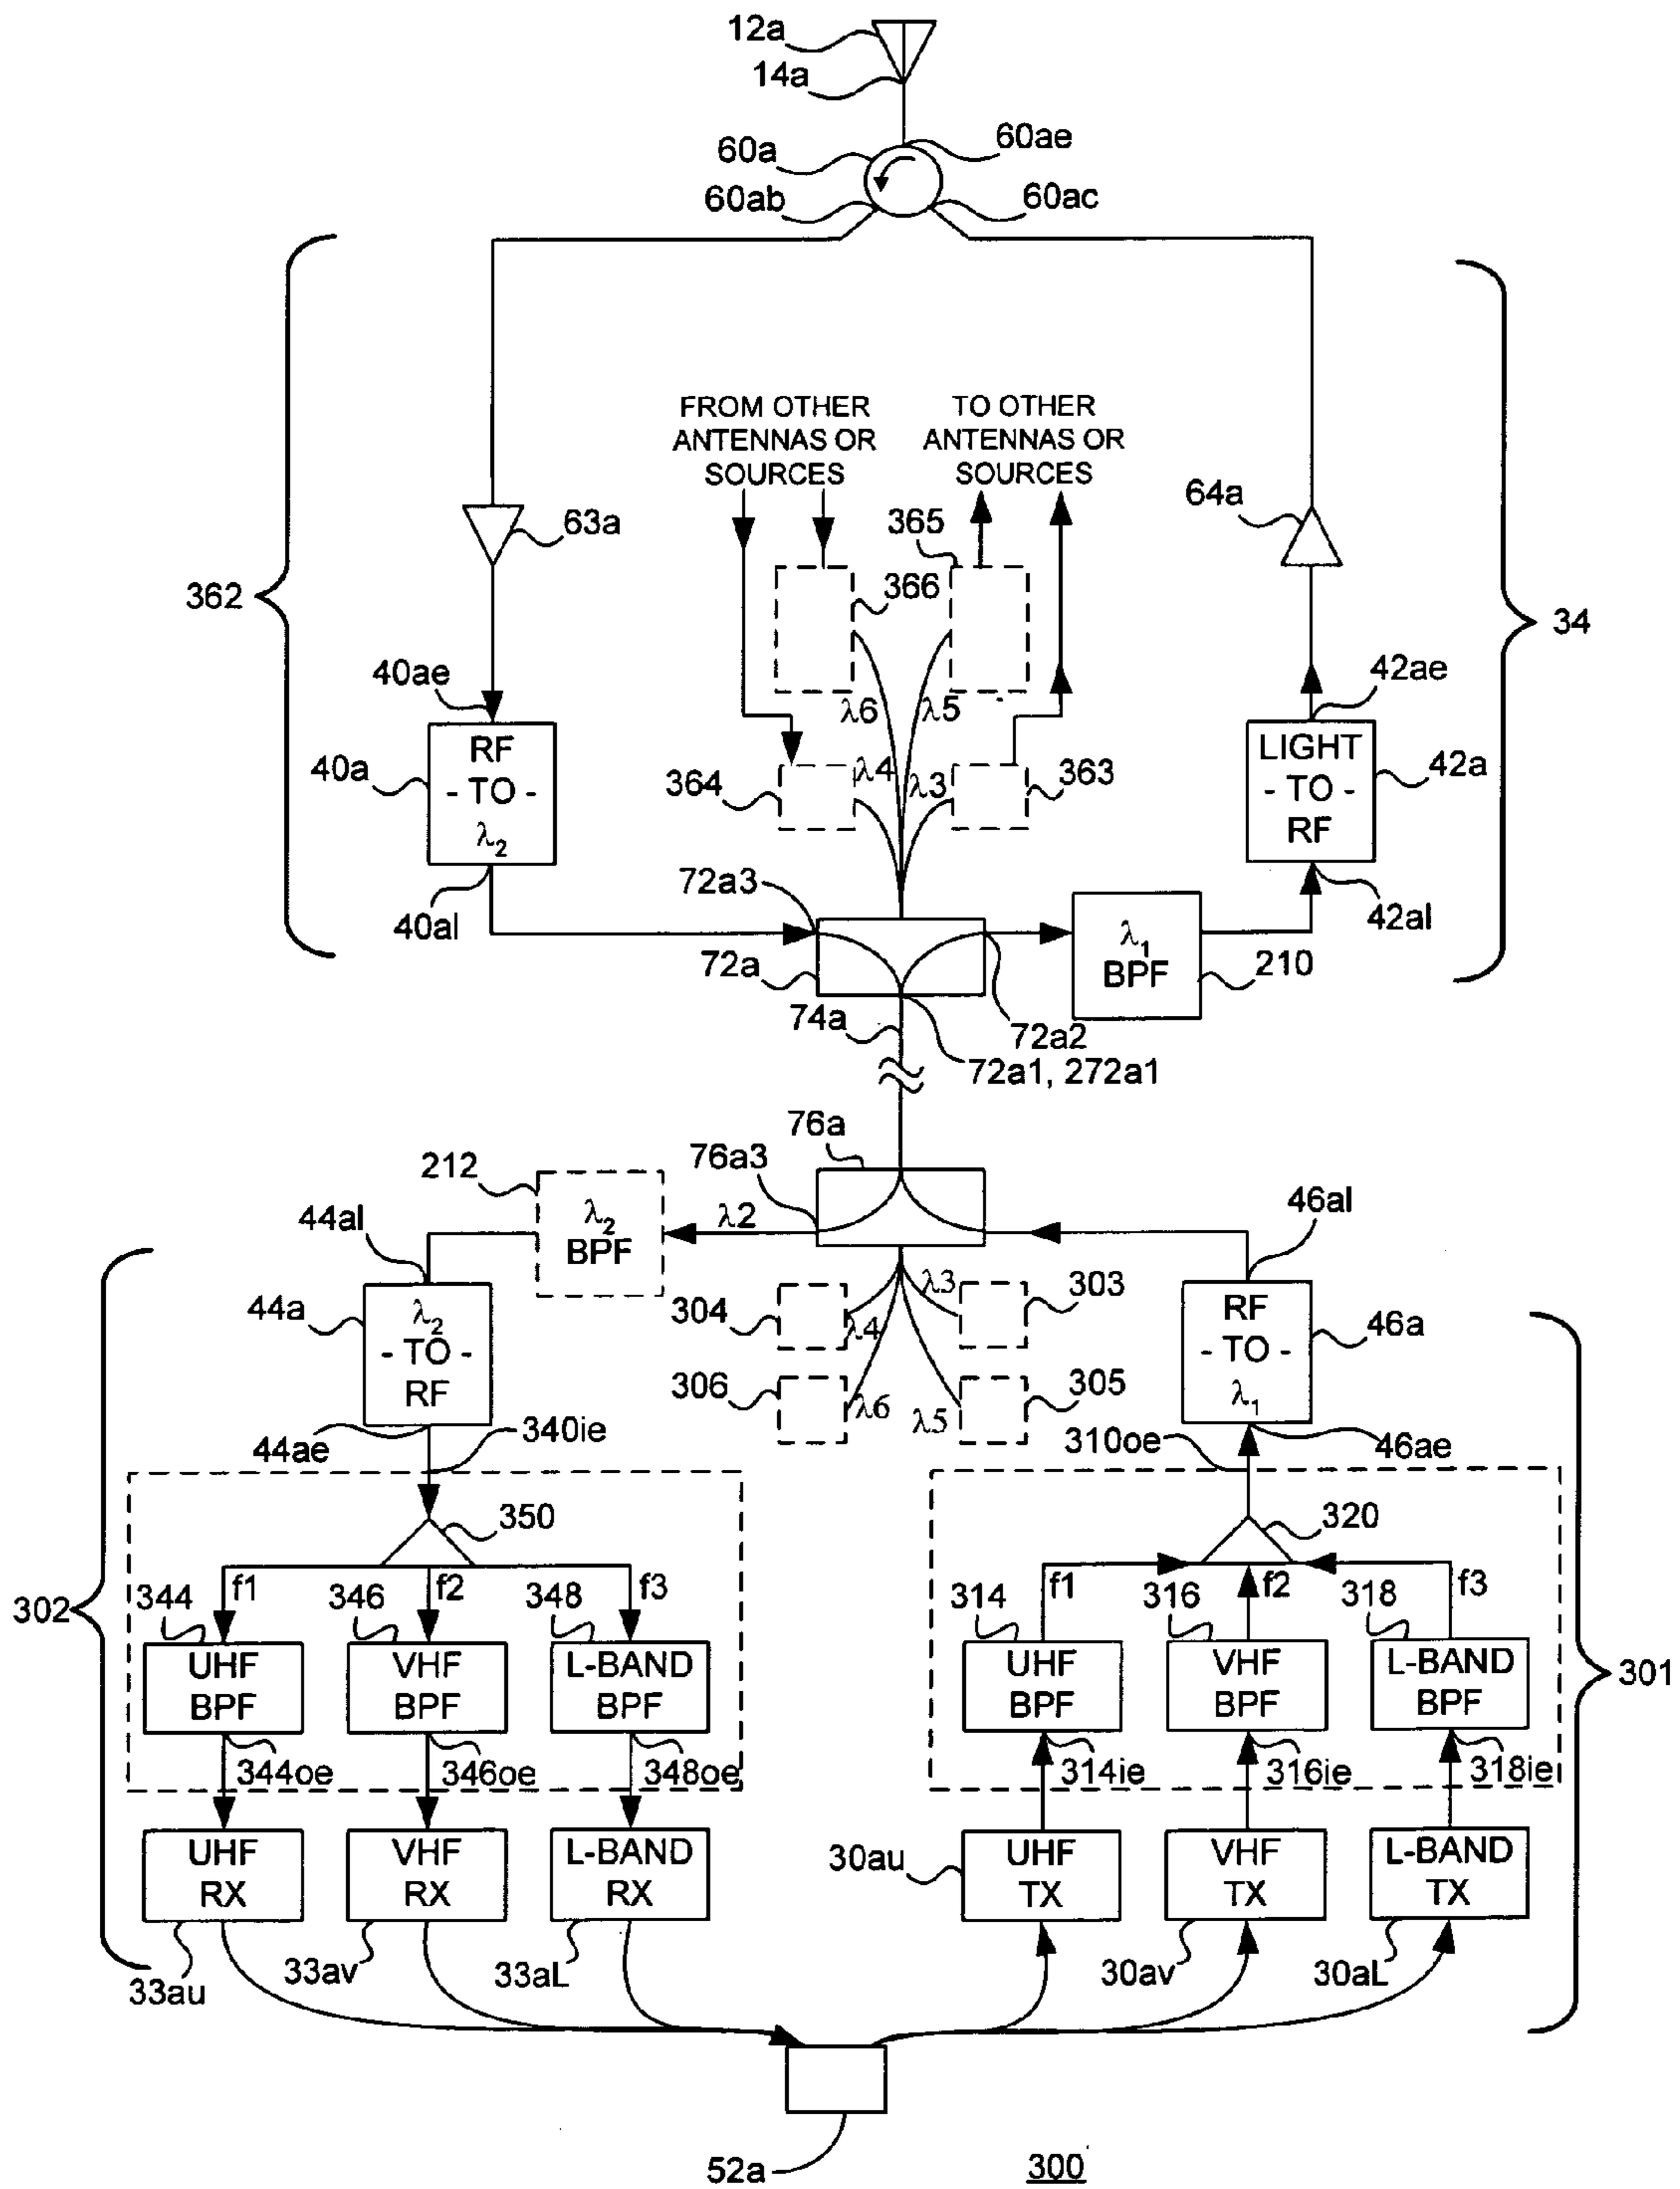 12a
14a
60a
60ae
60ab
60ac
FROM OTHER
ANTENNAS OR
SOURCES
TO OTHER
ANTENNAS OR
SOURCES
63a
64a
365
366
362
34
40ae
42ae
λ6
λ5
RF
- TO -
λ2
LIGHT
- TO -
RF
40a
42a
364
λ4
λ3
363
72a3
40al
42al
72a
λ1
BPF
210
74a
72a2
72a1, 272a1
76a
76a3
212
λ2
BPF
λ2
44al
46al
304
λ3
303
λ4
44a
λ2
- TO -
RF
RF
- TO -
λ1
46a
306
λ6
λ5
305
44ae
340ie
310oe
46ae
350
320
f1
f2
f3
f1
f2
f3
344
346
348
314
316
318
302
UHF
BPF
VHF
BPF
L-BAND
BPF
UHF
BPF
VHF
BPF
L-BAND
BPF
301
344oe
346oe
348oe
314ie
316ie
318ie
UHF
RX
VHF
RX
L-BAND
RX
30au
UHF
TX
VHF
TX
L-BAND
TX
33au
33av
33aL
30av
30aL
52a
300